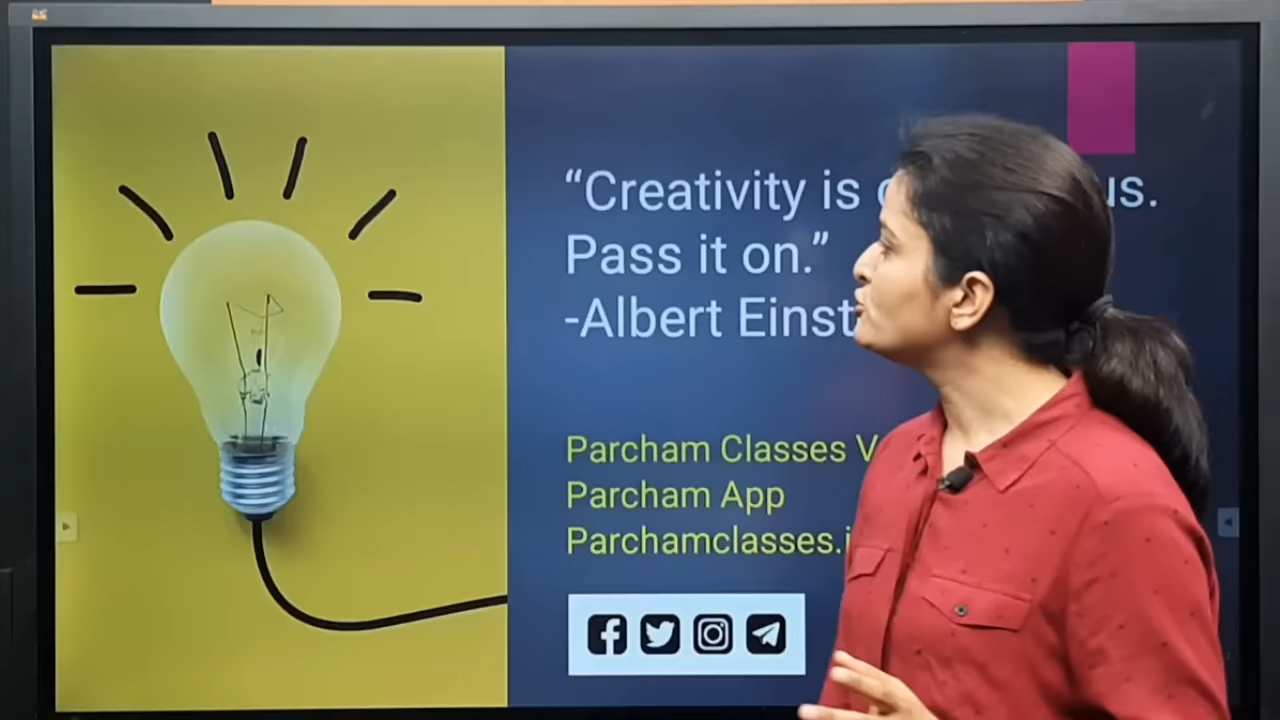 “Creativity is
us.
Pass it on.”
-Albert Einst
Parcham Classes V
Parcham App
Parchamclasses.i